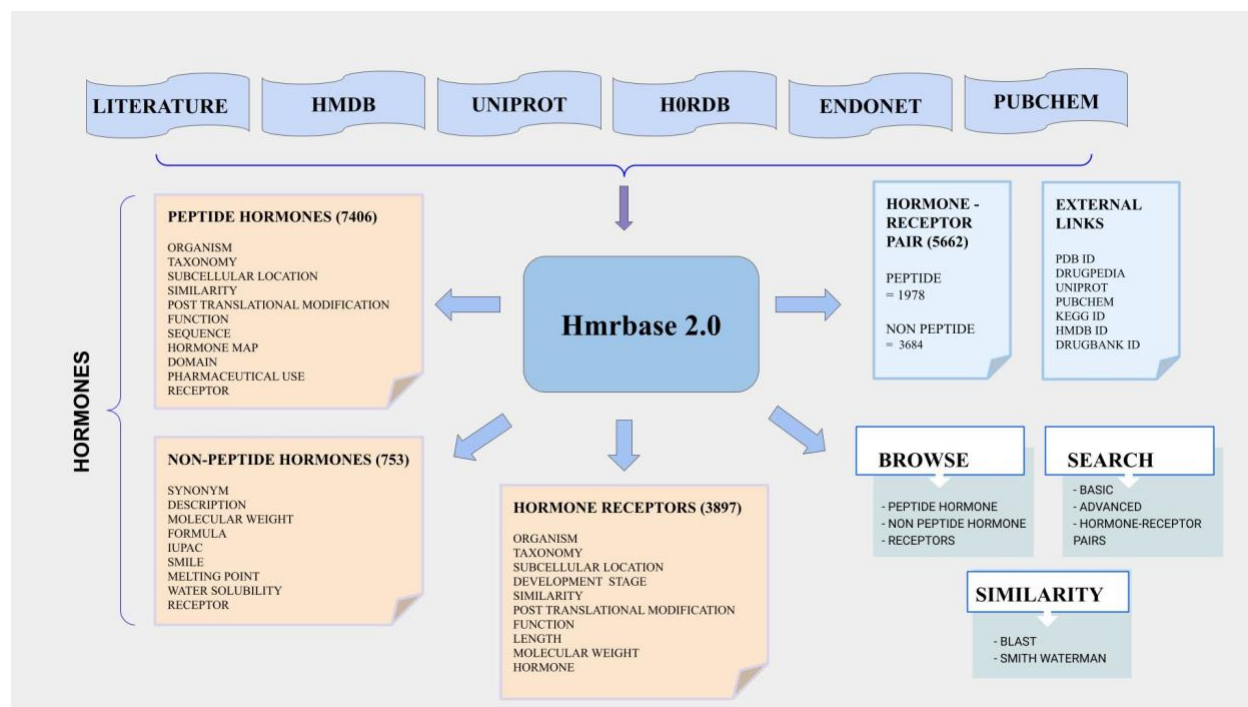 LITERATURE
HMDB
UNIPROT
H0RDB
ENDONET
PUBCHEM
HORMONES
PEPTIDE HORMONES (7406)
ORGANISM
TAXONOMY
SUBCELLULAR LOCATION
SIMILARITY
POST TRANSLATIONAL MODIFICATION
FUNCTION
SEQUENCE
HORMONE MAP
DOMAIN
PHARMACEUTICAL USE
RECEPTOR
NON-PEPTIDE HORMONES (753)
SYNONYM
DESCRIPTION
MOLECULAR WEIGHT
FORMULA
IUPAC
SMILE
MELTING POINT
WATER SOLUBILITY
RECEPTOR
Hmrbase 2.0
HORMONE RECEPTORS (3897)
ORGANISM
TAXONOMY
SUBCELLULAR LOCATION
DEVELOPMENT STAGE
SIMILARITY
POST TRANSLATIONAL MODIFICATION
FUNCTION
LENGTH
MOLECULAR WEIGHT
HORMONE
HORMONE -
RECEPTOR
PAIR (5662)
PEPTIDE
= 1978
NON PEPTIDE
= 3684
EXTERNAL
LINKS
PDB ID
DRUGPEDIA
UNIPROT
PUBCHEM
KEGG ID
HMDB ID
DRUGBANK ID
BROWSE
- PEPTIDE HORMONE
- NON PEPTIDE HORMONE
- RECEPTORS
SEARCH
- BASIC
- ADVANCED
- HORMONE-RECEPTOR
PAIRS
SIMILARITY
- BLAST
- SMITH WATERMAN